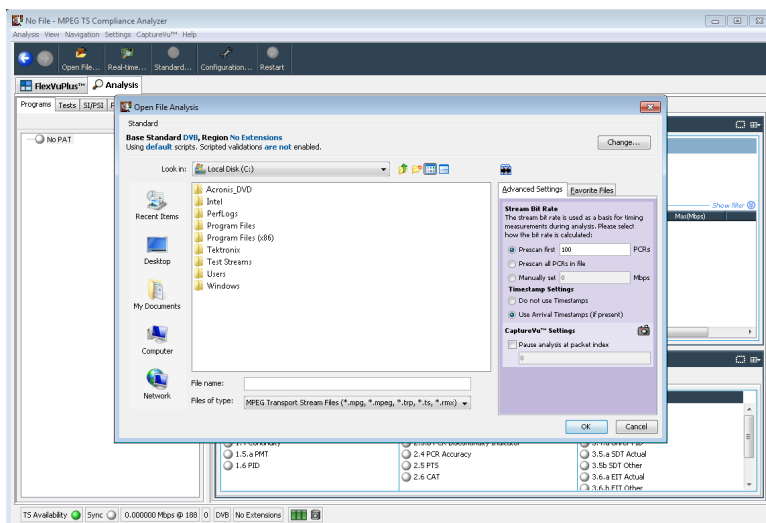 No File - MPEG TS Compliance Analyzer
Analysis View Navigation Settings CaptureVu™ Help
Open File... Real-time... Standard... Configuration... Restart
FlexVuPlus™ Analysis
Programs Tests SI/PSI
No PAT
Open File Analysis
Standard
Base Standard DVB, Region No Extensions
Using default scripts. Scripted validations are not enabled.
Change...
Look in: Local Disk (C:)
Recent Items
Desktop
My Documents
Computer
Network
Acronis_DVD
Intel
PerfLogs
Program Files
Program Files (x86)
Tektronix
Test Streams
Users
Windows
File name:
Files of type: MPEG Transport Stream Files (*.mpg, *.mpeg, *.trp, *.ts, *.rmx)
Advanced Settings Favorite Files
Stream Bit Rate
The stream bit rate is used as a basis for timing
measurements during analysis. Please select
how the bit rate is calculated:
Prescan first 100 PCRs
Prescan all PCRs in file
Manually set 0 Mbps
Timestamp Settings
Do not use Timestamps
Use Arrival Timestamps (if present)
CaptureVu™ Settings
Pause analysis at packet index
0
OK Cancel
Show filter
Max(Mbps)
1.5.a PMT 2.4 PCR Accuracy 3.5.a SDT Actual
1.6 PID 2.5 PTS 3.5b SDT Other
2.6 CAT 3.6.a EIT Actual
3.6.b EIT Other
TS Availability Sync 0.000000 Mbps @ 188 0 DVB No Extensions